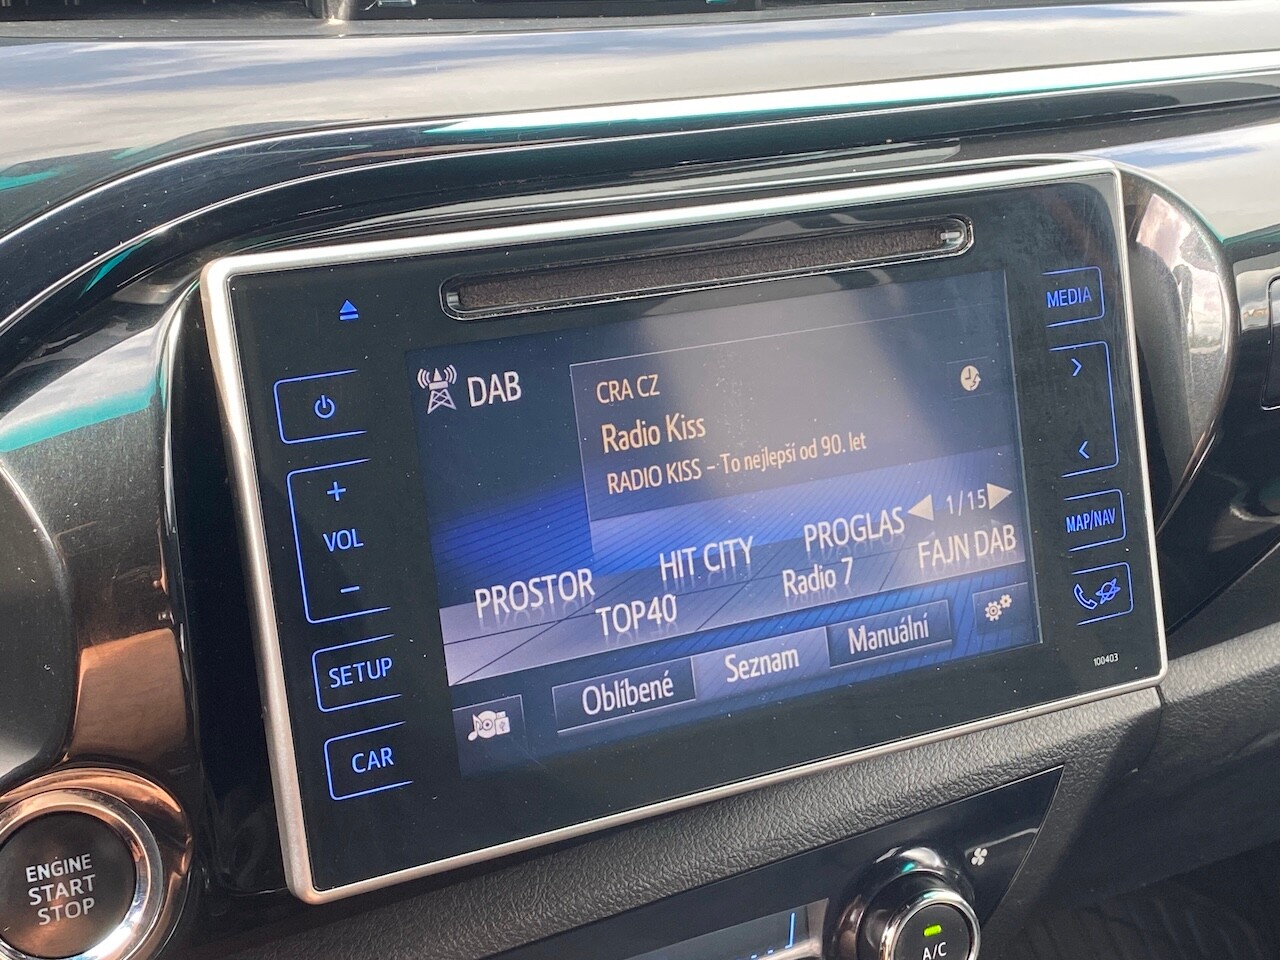 MEDIA
DAB
CRA CZ
Radio Kiss
RADIO KISS - To nejlepší od 90. let
VOL
1/15
PROSTOR HIT CITY PROGLAS
TOP40 Radio 7 FAJN DAB
MAP/NAV
SETUP
Oblíbené Seznam Manuální
100403
CAR
ENGINE
START
STOP
A/C